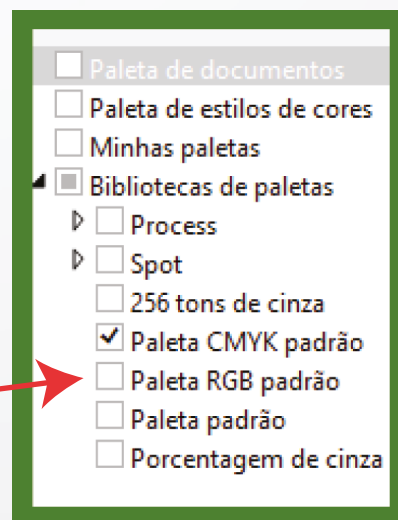 Paleta de documentos
Paleta de estilos de cores
Minhas paletas
Bibliotecas de paletas
Process
Spot
256 tons de cinza
Paleta CMYK padrão
Paleta RGB padrão
Paleta padrão
Porcentagem de cinza